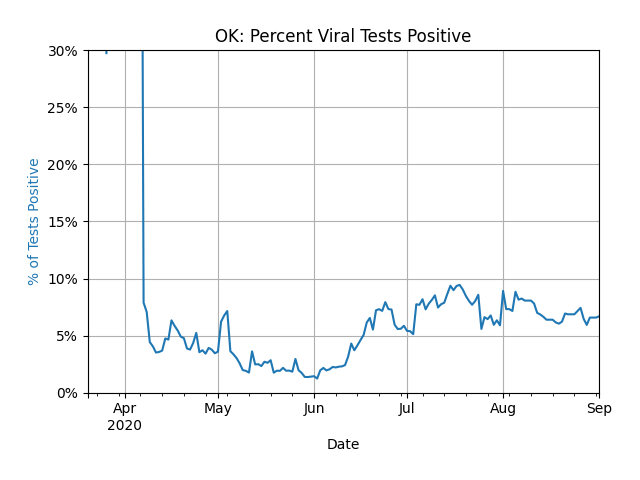 OK: Percent Viral Tests Positive
30%
25%
20%
15%
10%
5%
0%
% of Tests Positive
Apr May Jun Jul Aug Sep
2020
Date